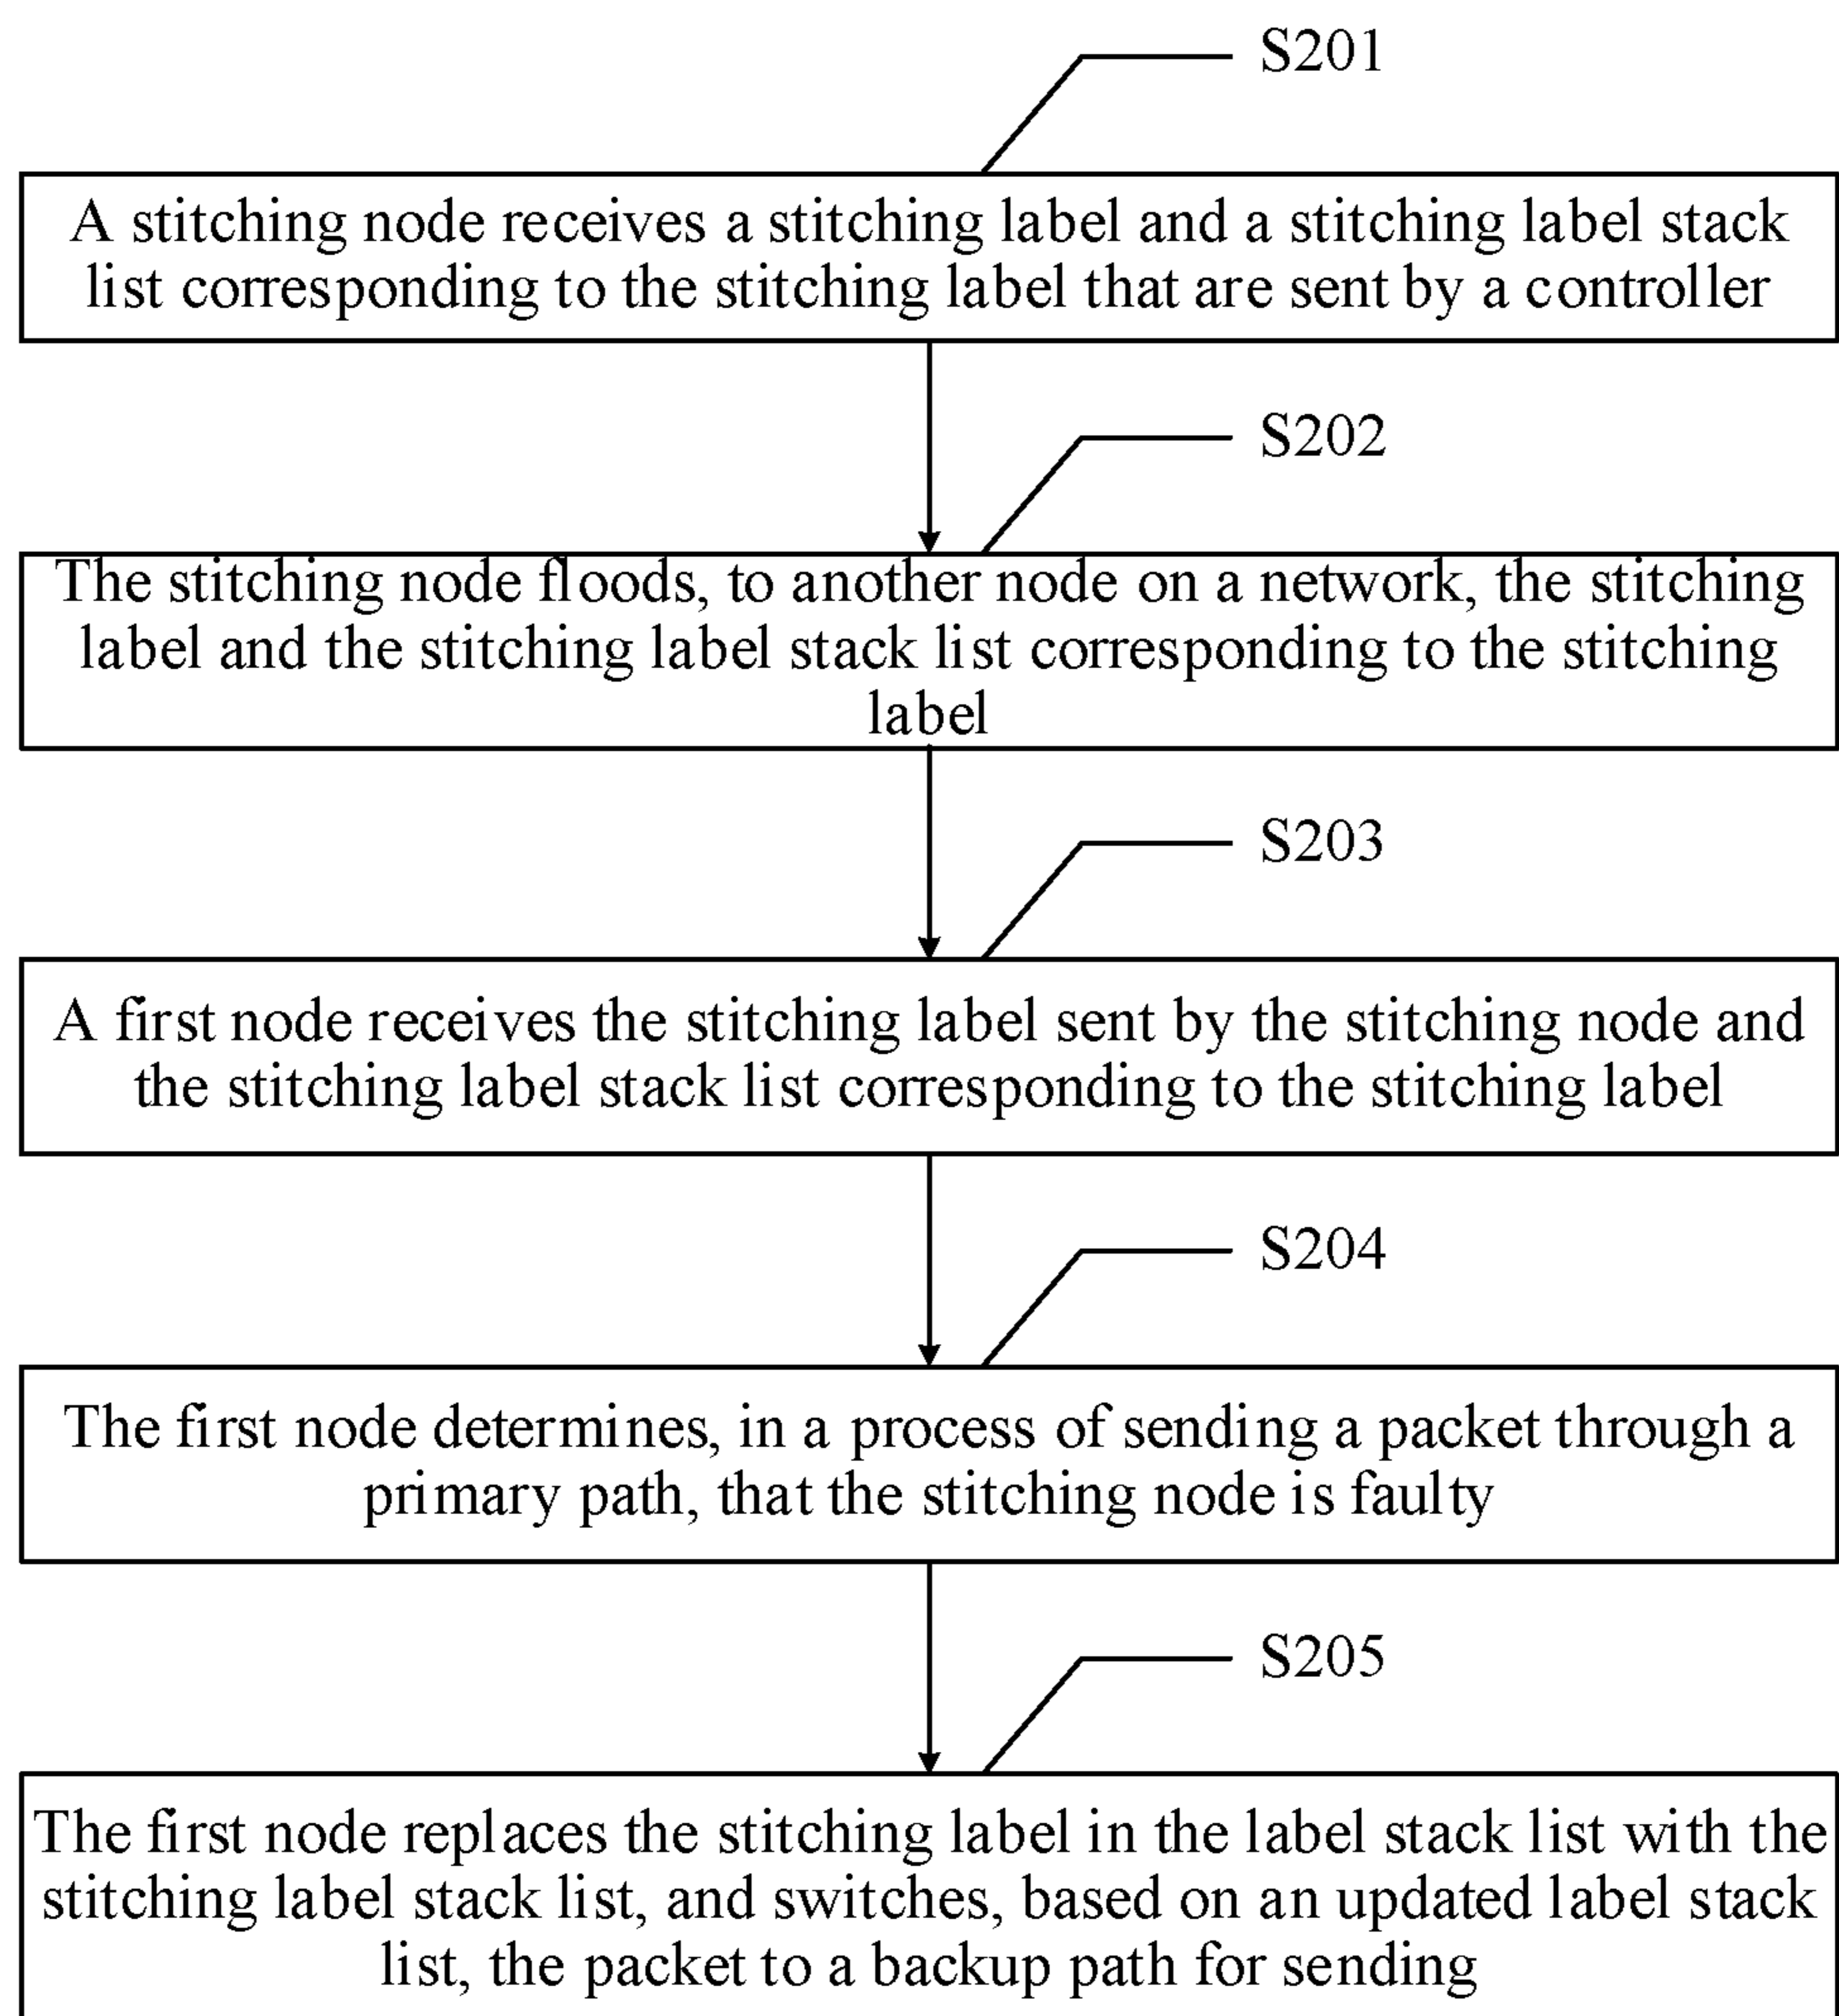 S201
A stitching node receives a stitching label and a stitching label stack
list corresponding to the stitching label that are sent by a controller
S202
The stitching node floods, to another node on a network, the stitching
label and the stitching label stack list corresponding to the stitching
label
S203
A first node receives the stitching label sent by the stitching node and
the stitching label stack list corresponding to the stitching label
S204
The first node determines, in a process of sending a packet through a
primary path, that the stitching node is faulty
S205
The first node replaces the stitching label in the label stack list with the
stitching label stack list, and switches, based on an updated label stack
list, the packet to a backup path for sending